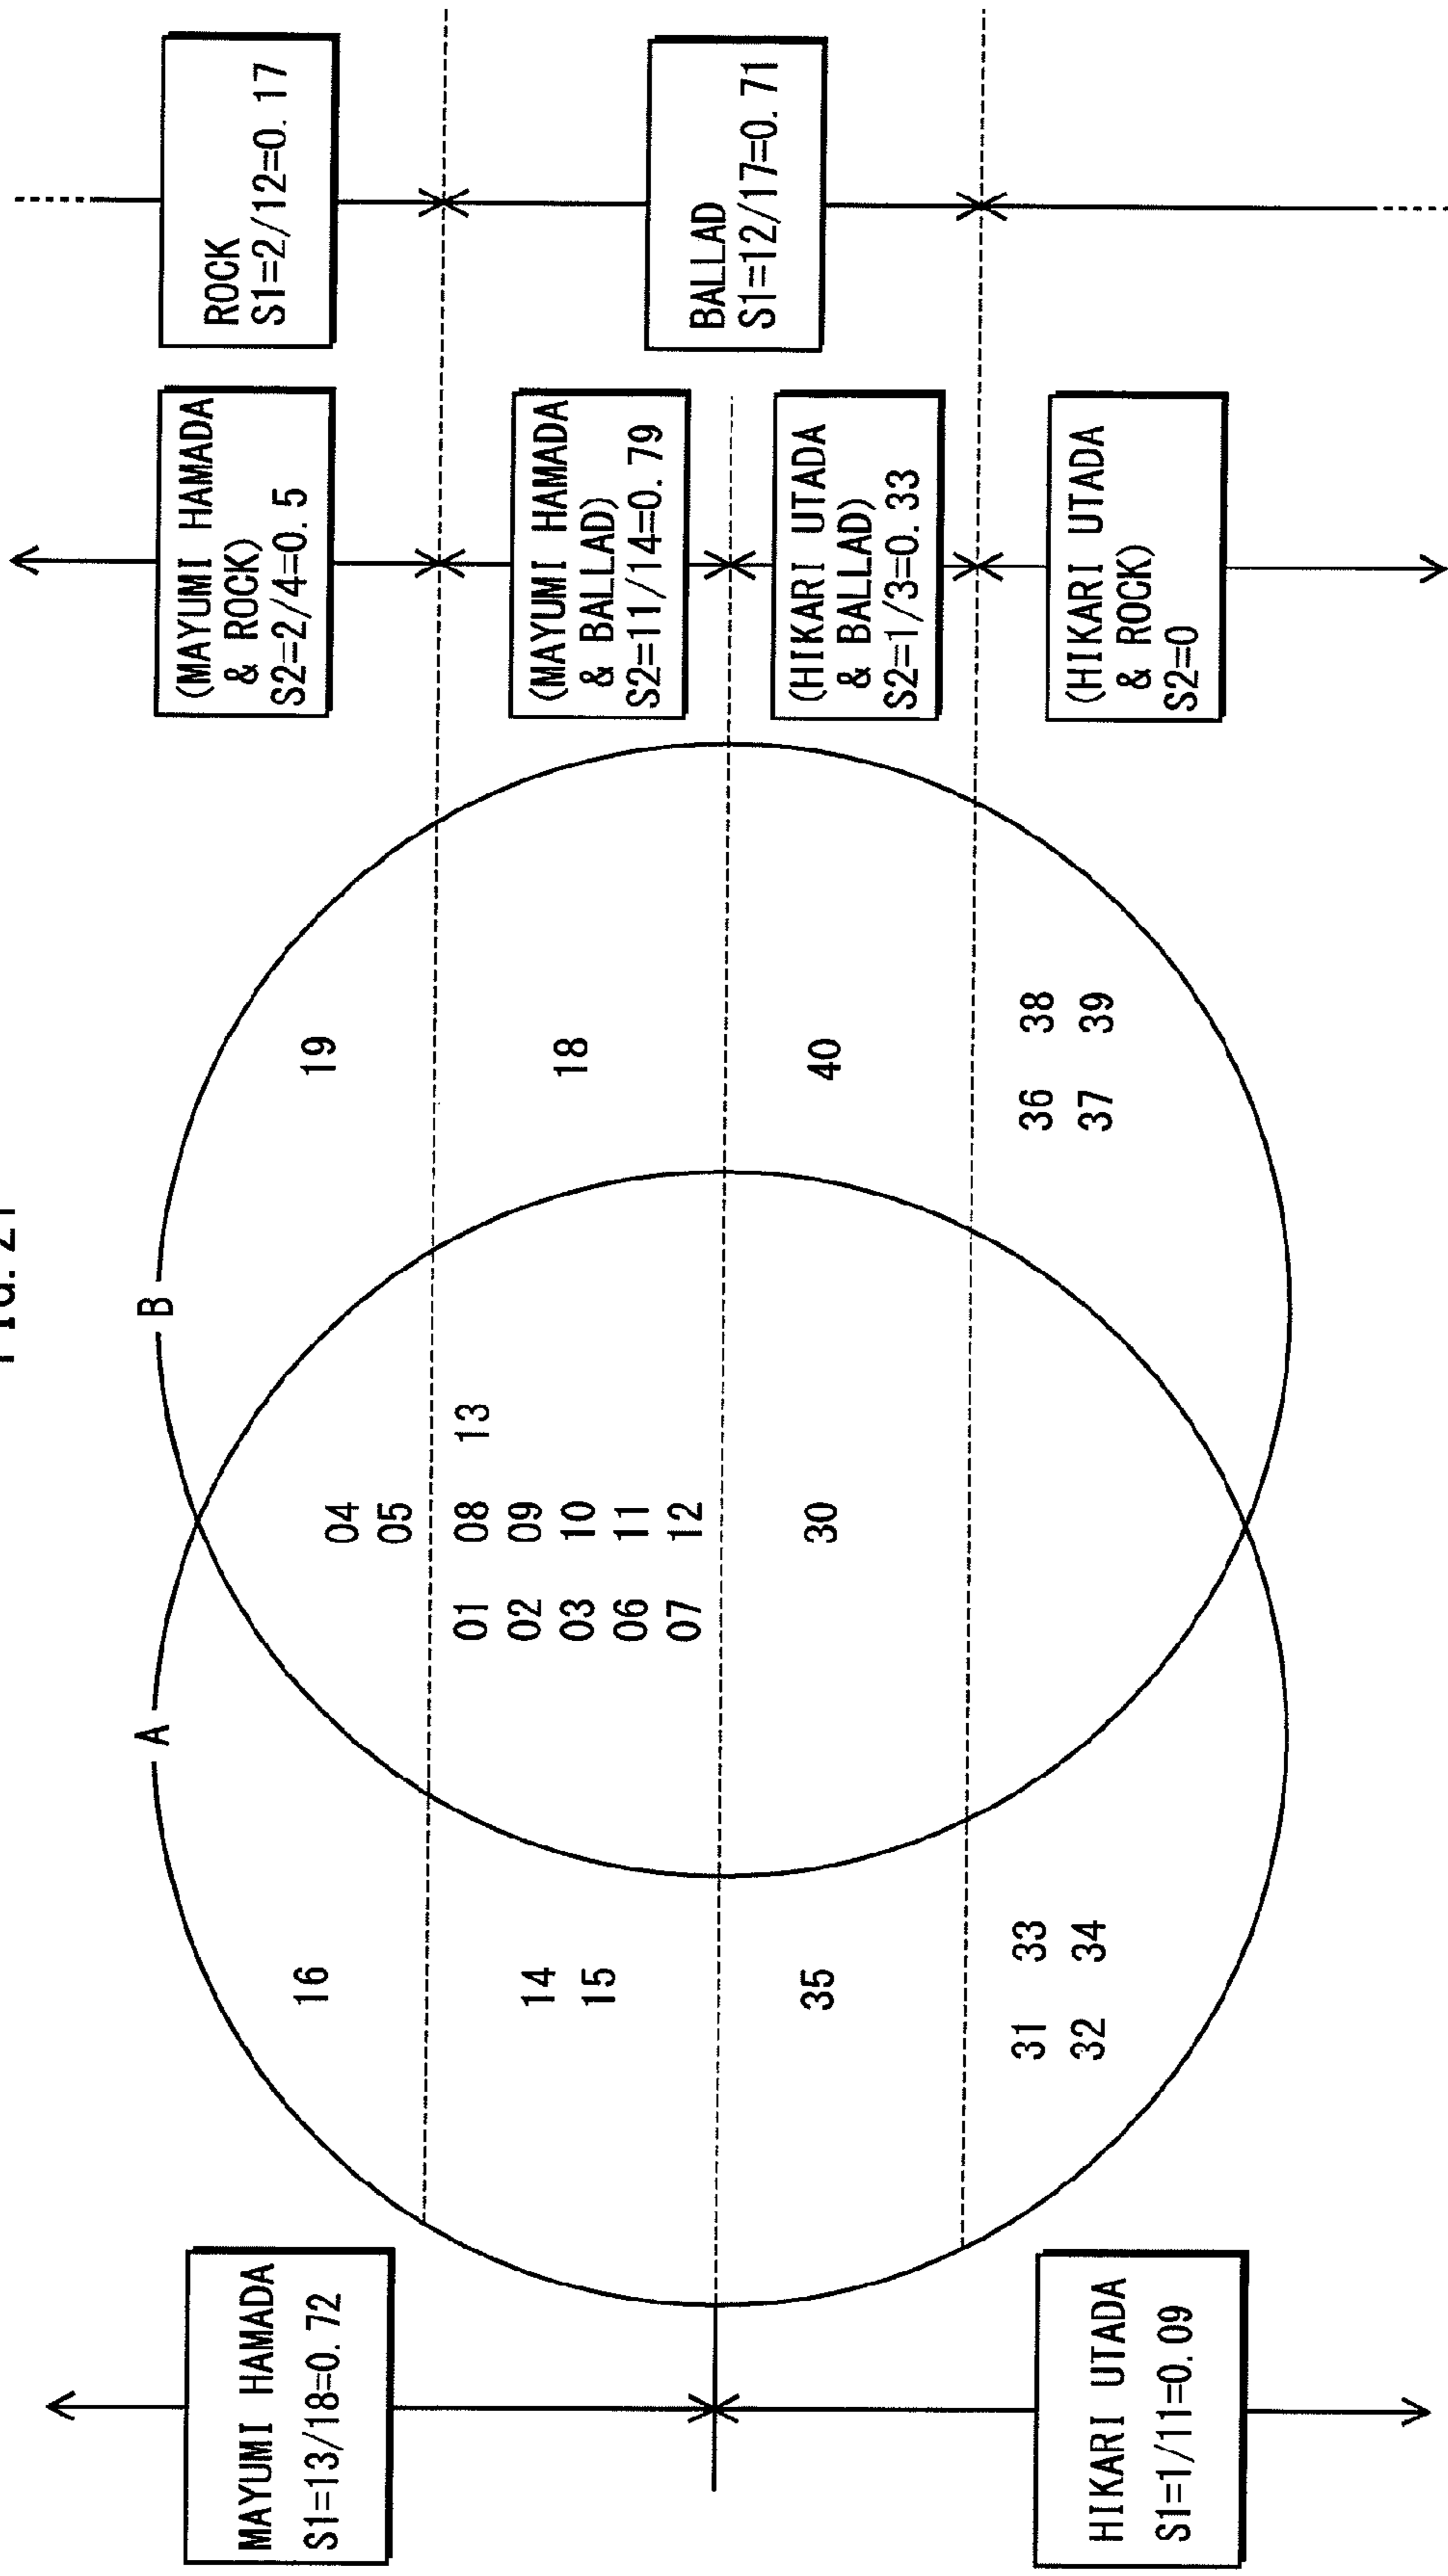 FIG. 21
MAYUMI HAMADA
S1=13/18=0.72
HIKARI UTADA
S1=1/11=0.09
A
B
16
04
05
19
14
15
01 08 13
02 09
03 10
06 11
07 12
18
35
30
40
31 33
32 34
36 38
37 39
(MAYUMI HAMADA
& ROCK)
S2=2/4=0.5
(MAYUMI HAMADA
& BALLAD)
S2=11/14=0.79
(HIKARI UTADA
& BALLAD)
S2=1/3=0.33
(HIKARI UTADA
& ROCK)
S2=0
ROCK
S1=2/12=0.17
BALLAD
S1=12/17=0.71